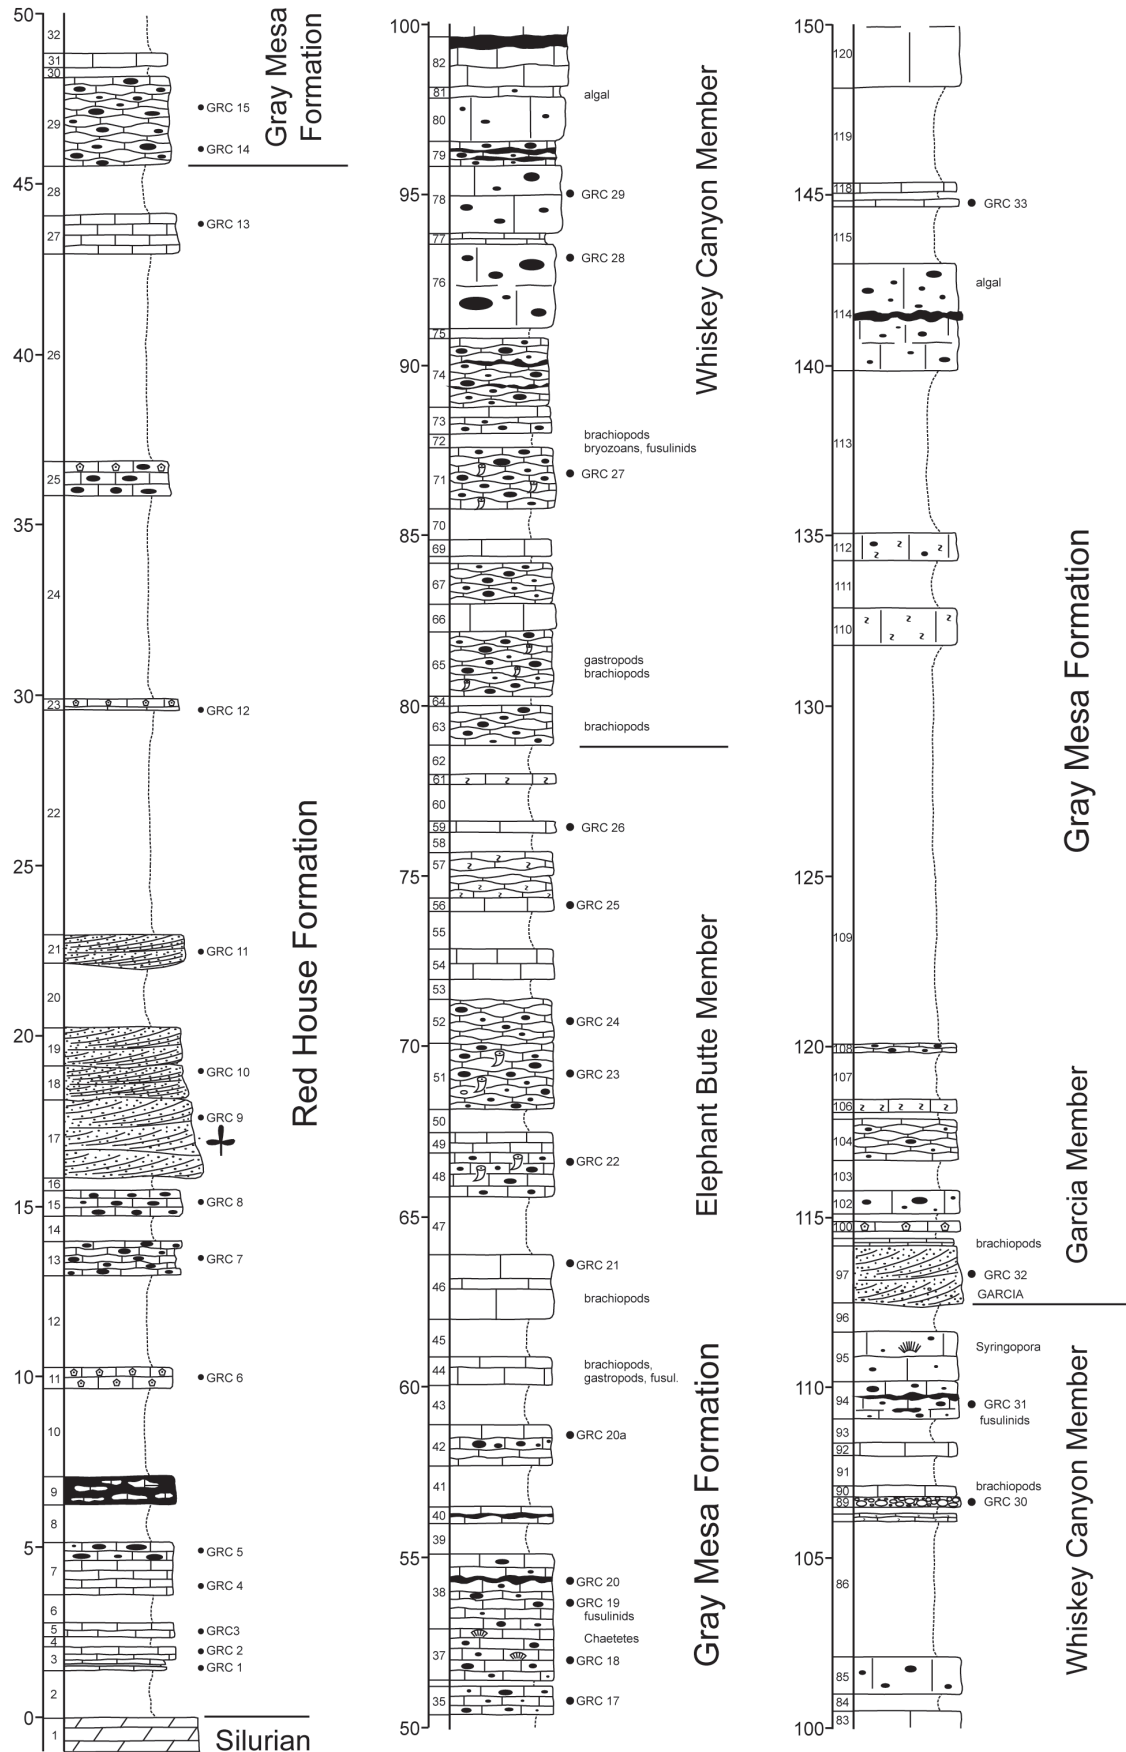 50
32
31
30
29
GRC 15
GRC 14
Gray Mesa
Formation
45
28
27
GRC 13
26
40
25
35
24
30
23
GRC 12
22
25
21
GRC 11
20
20
19
18
GRC 10
17
GRC 9
Red House Formation
16
15
15
GRC 8
14
13
GRC 7
12
10
11
GRC 6
10
9
8
5
7
GRC 5
GRC 4
6
5
GRC3
4
3
GRC 2
GRC 1
2
0
1
Silurian
100
82
81
algal
80
79
95
78
GRC 29
77
GRC 28
76
Whiskey Canyon Member
75
90
74
73
72
brachiopods
bryozoans, fusulinids
71
GRC 27
70
85
69
67
66
65
gastropods
brachiopods
64
80
63
brachiopods
62
61
60
59
GRC 26
58
57
75
56
GRC 25
55
54
53
52
GRC 24
70
51
GRC 23
Elephant Butte Member
50
49
48
GRC 22
65
47
46
GRC 21
brachiopods
45
44
brachiopods,
gastropods, fusul.
60
43
42
GRC 20a
41
40
39
55
38
GRC 20
GRC 19
fusulinids
Chaetetes
37
GRC 18
Gray Mesa Formation
35
GRC 17
50
150
120
119
118
145
GRC 33
115
algal
114
140
113
135
112
111
110
130
Gray Mesa Formation
125
109
120
108
107
106
104
103
102
115
100
brachiopods
97
GRC 32
GARCIA
Garcia Member
96
95
Syringopora
110
94
GRC 31
fusulinids
93
92
91
brachiopods
90
89
GRC 30
105
86
Whiskey Canyon Member
85
84
83
100